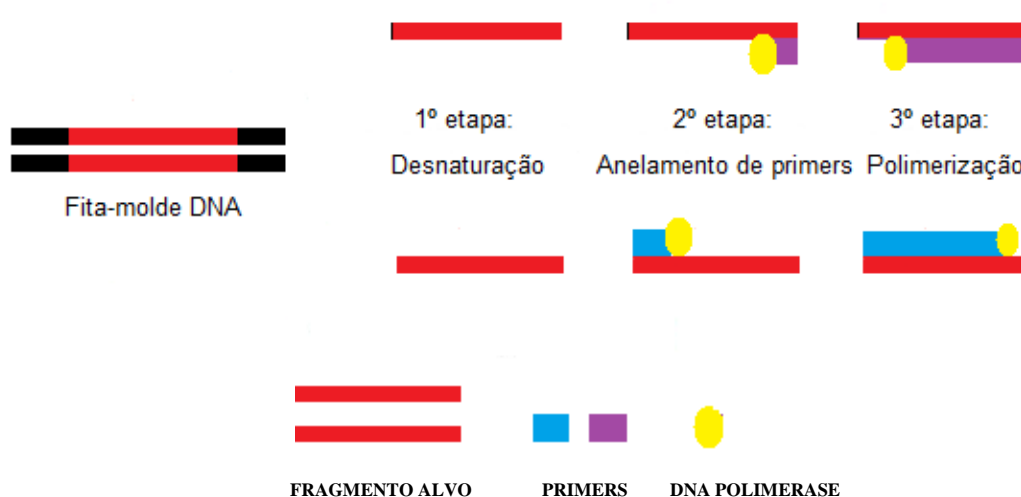 Fita-molde DNA
1º etapa:
Desnaturação
2º etapa:
Anelamento de primers
3º etapa:
Polimerização
FRAGMENTO ALVO
PRIMERS
DNA POLIMERASE